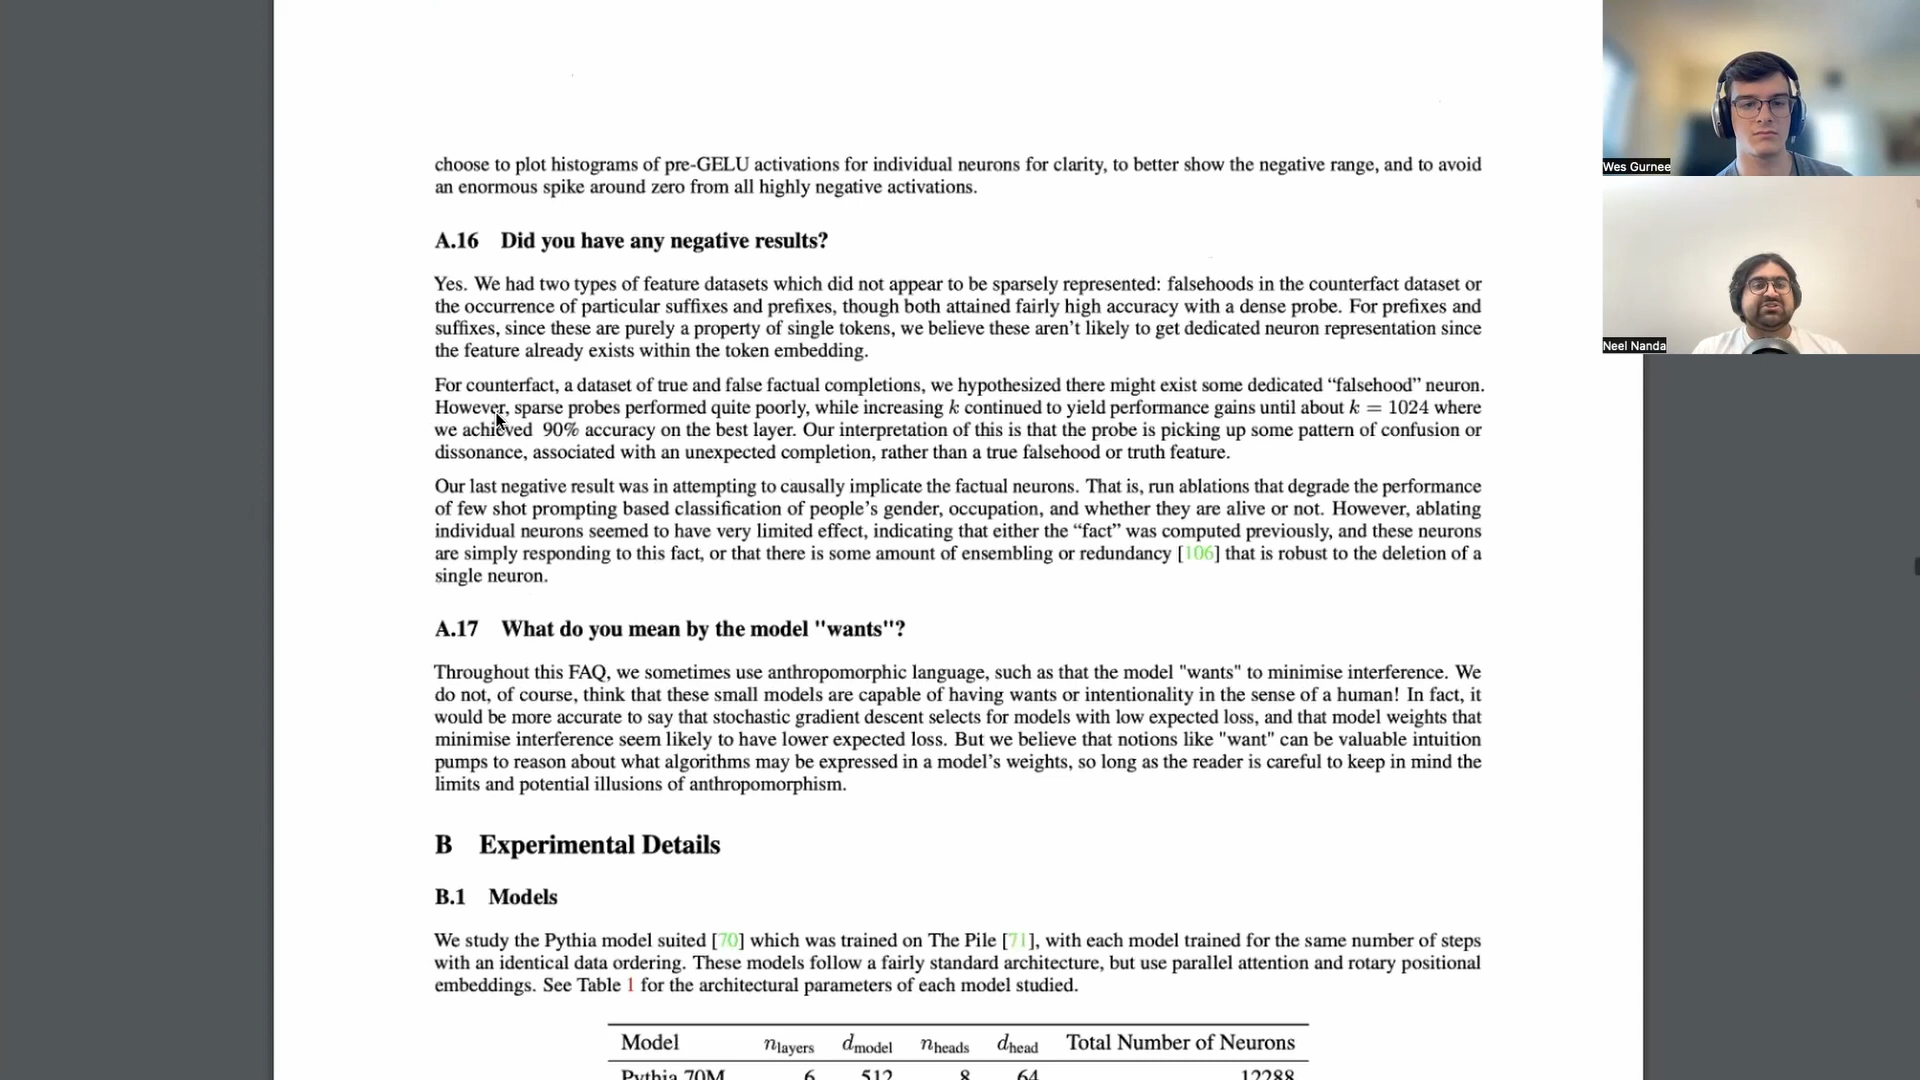 choose to plot histograms of pre-GELU activations for individual neurons for clarity, to better show the negative range, and to avoid
an enormous spike around zero from all highly negative activations.
A.16 Did you have any negative results?
Yes. We had two types of feature datasets which did not appear to be sparsely represented: falsehoods in the counterfact dataset or
the occurrence of particular suffixes and prefixes, though both attained fairly high accuracy with a dense probe. For prefixes and
suffixes, since these are purely a property of single tokens, we believe these aren't likely to get dedicated neuron representation since
the feature already exists within the token embedding.
For counterfact, a dataset of true and false factual completions, we hypothesized there might exist some dedicated “falsehood” neuron.
However, sparse probes performed quite poorly, while increasing k continued to yield performance gains until about k = 1024 where
we achieved 90% accuracy on the best layer. Our interpretation of this is that the probe is picking up some pattern of confusion or
dissonance, associated with an unexpected completion, rather than a true falsehood or truth feature.
Our last negative result was in attempting to causally implicate the factual neurons. That is, run ablations that degrade the performance
of few shot prompting based classification of people's gender, occupation, and whether they are alive or not. However, ablating
individual neurons seemed to have very limited effect, indicating that either the “fact” was computed previously, and these neurons
are simply responding to this fact, or that there is some amount of ensembling or redundancy [106] that is robust to the deletion of a
single neuron.
A.17 What do you mean by the model "wants"?
Throughout this FAQ, we sometimes use anthropomorphic language, such as that the model "wants" to minimise interference. We
do not, of course, think that these small models are capable of having wants or intentionality in the sense of a human! In fact, it
would be more accurate to say that stochastic gradient descent selects for models with low expected loss, and that model weights that
minimise interference seem likely to have lower expected loss. But we believe that notions like "want" can be valuable intuition
pumps to reason about what algorithms may be expressed in a model's weights, so long as the reader is careful to keep in mind the
limits and potential illusions of anthropomorphism.
B Experimental Details
B.1 Models
We study the Pythia model suited [70] which was trained on The Pile [71], with each model trained for the same number of steps
with an identical data ordering. These models follow a fairly standard architecture, but use parallel attention and rotary positional
embeddings. See Table 1 for the architectural parameters of each model studied.
Model n_layers d_model n_heads d_head Total Number of Neurons
Pythia 70M 6 512 8 64 12288
Wes Gurnee
Neel Nanda